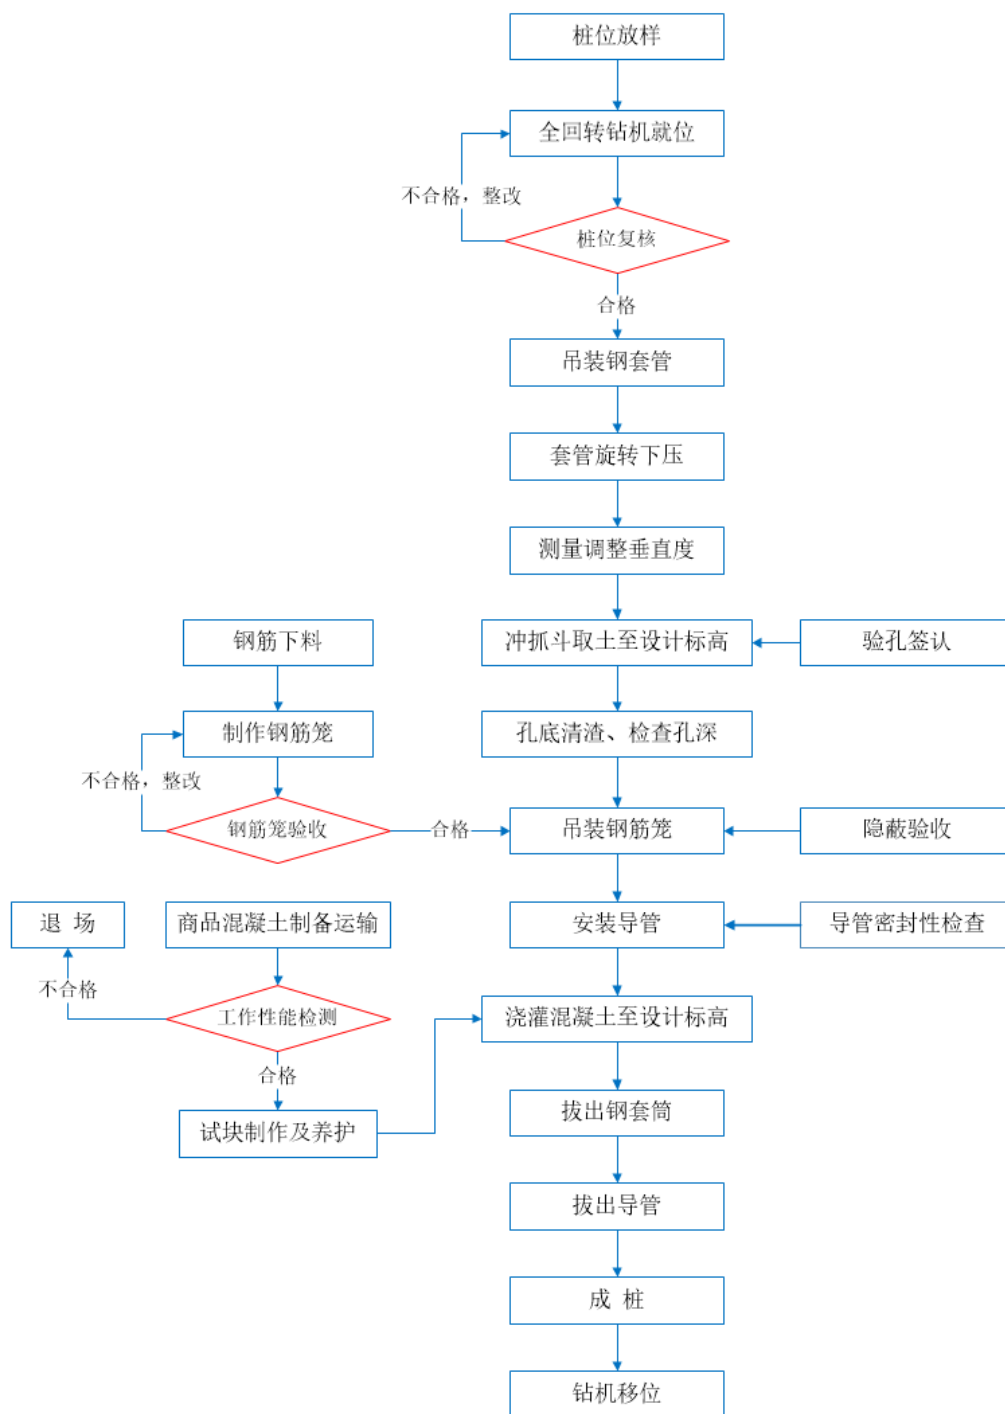 桩位放样
全回转钻机就位
不合格，整改
桩位复核
合格
吊装钢套管
套管旋转下压
测量调整垂直度
钢筋下料
冲抓斗取土至设计标高
验孔签认
制作钢筋笼
孔底清渣、检查孔深
不合格，整改
钢筋笼验收
合格
吊装钢筋笼
隐蔽验收
退 场
商品混凝土制备运输
安装导管
导管密封性检查
不合格
工作性能检测
浇灌混凝土至设计标高
合格
试块制作及养护
拔出钢套筒
拔出导管
成 桩
钻机移位